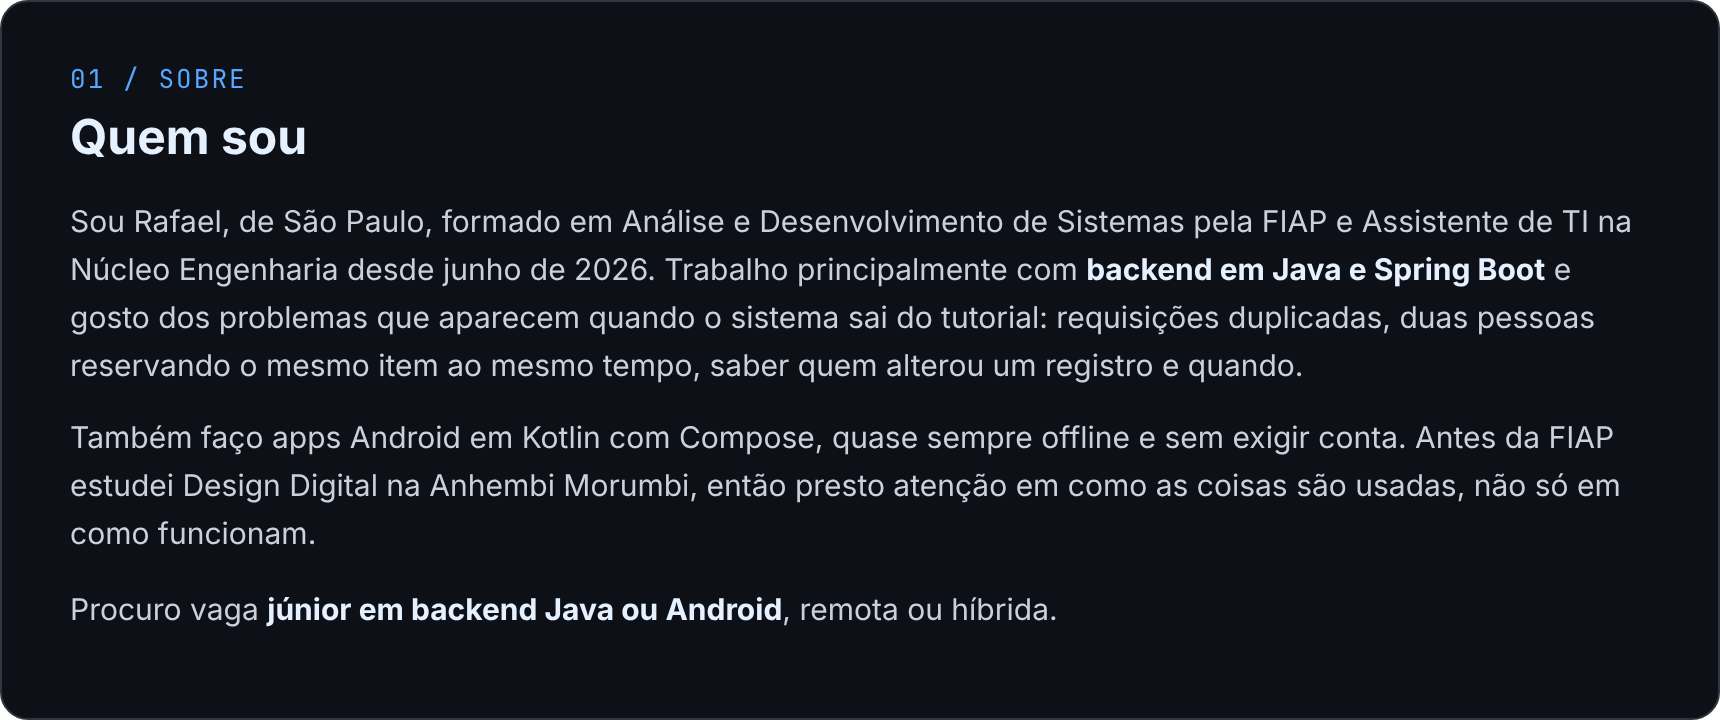 01 / SOBRE
Quem sou
Sou Rafael, de São Paulo, formado em Análise e Desenvolvimento de Sistemas pela FIAP e Assistente de TI na
Núcleo Engenharia desde junho de 2026. Trabalho principalmente com backend em Java e Spring Boot e
gosto dos problemas que aparecem quando o sistema sai do tutorial: requisições duplicadas, duas pessoas
reservando o mesmo item ao mesmo tempo, saber quem alterou um registro e quando.
Também faço apps Android em Kotlin com Compose, quase sempre offline e sem exigir conta. Antes da FIAP
estudei Design Digital na Anhembi Morumbi, então presto atenção em como as coisas são usadas, não só em
como funcionam.
Procuro vaga júnior em backend Java ou Android, remota ou híbrida.